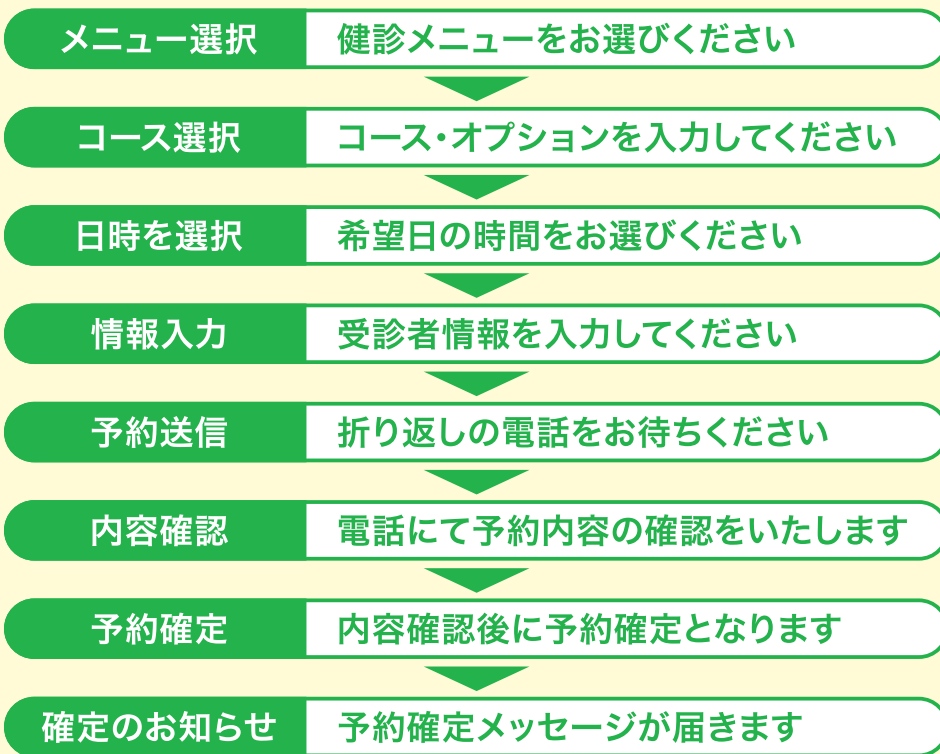 メニュー選択 健診メニューをお選びください
コース選択 コース・オプションを入力してください
日時を選択 希望日の時間をお選びください
情報入力 受診者情報を入力してください
予約送信 折り返しの電話をお待ちください
内容確認 電話にて予約内容の確認をいたします
予約確定 内容確認後に予約確定となります
確定のお知らせ 予約確定メッセージが届きます